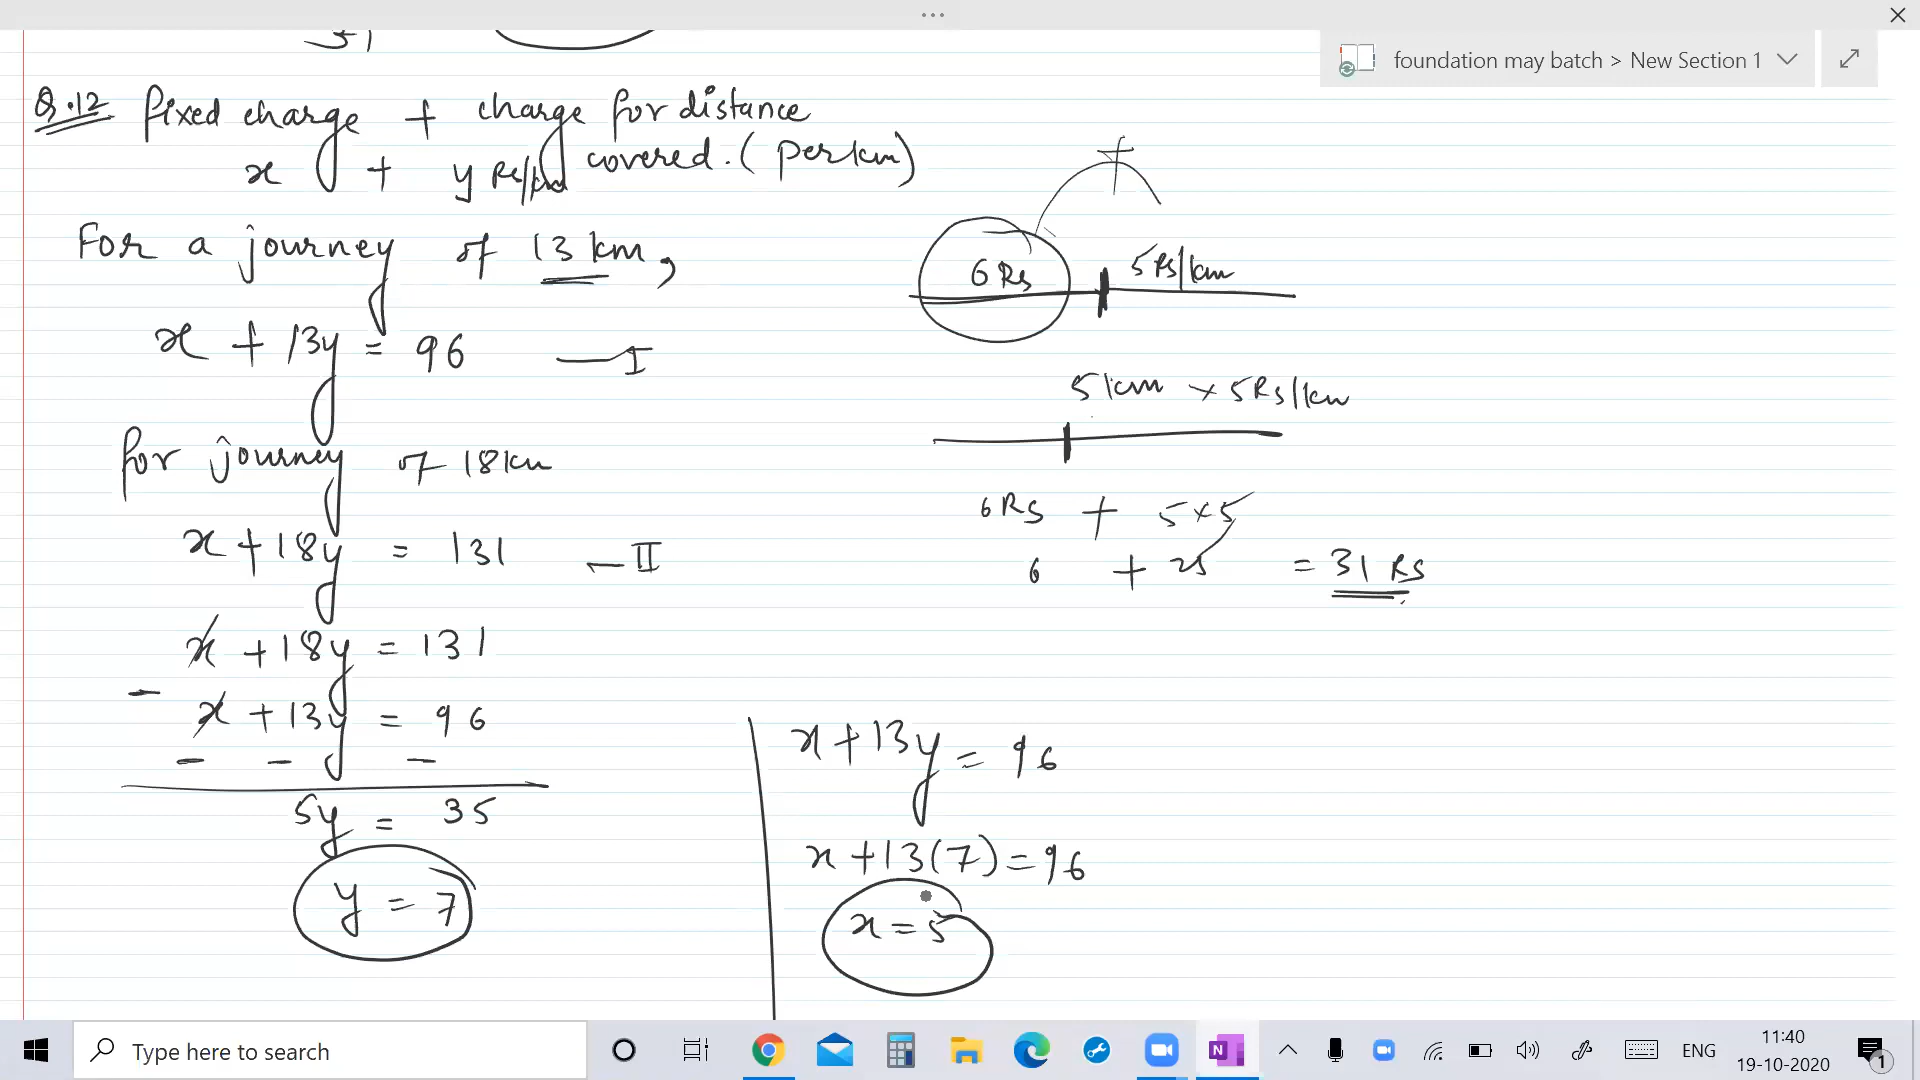 foundation may batch > New Section 1
Q.12 fixed charge + charge for distance
covered. (per km)
x + y Rs/km
For a journey of 13 km,
x + 13y = 96 — I
for journey of 18km
x + 18y = 131 — II
x + 18y = 131
- x + 13y = 96
- - -
5y = 35
y = 7
6 Rs 5 Rs/km
5 km × 5 Rs/km
6 Rs + 5×5
6 + 25 = 31 Rs
x + 13y = 96
x + 13(7) = 96
x = 5
Type here to search
ENG
11:40
19-10-2020
1